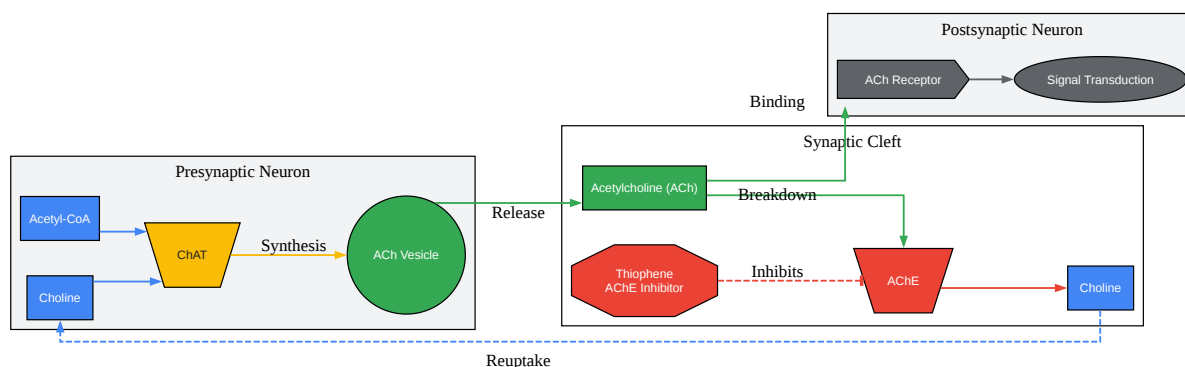 Postsynaptic Neuron
ACh Receptor
Signal Transduction
Binding
Synaptic Cleft
Presynaptic Neuron
Acetylcholine (ACh)
Breakdown
Release
Acetyl-CoA
Synthesis
ChAT
ACh Vesicle
Thiophene
AChE Inhibitor
Inhibits
AChE
Choline
Choline
Reuptake